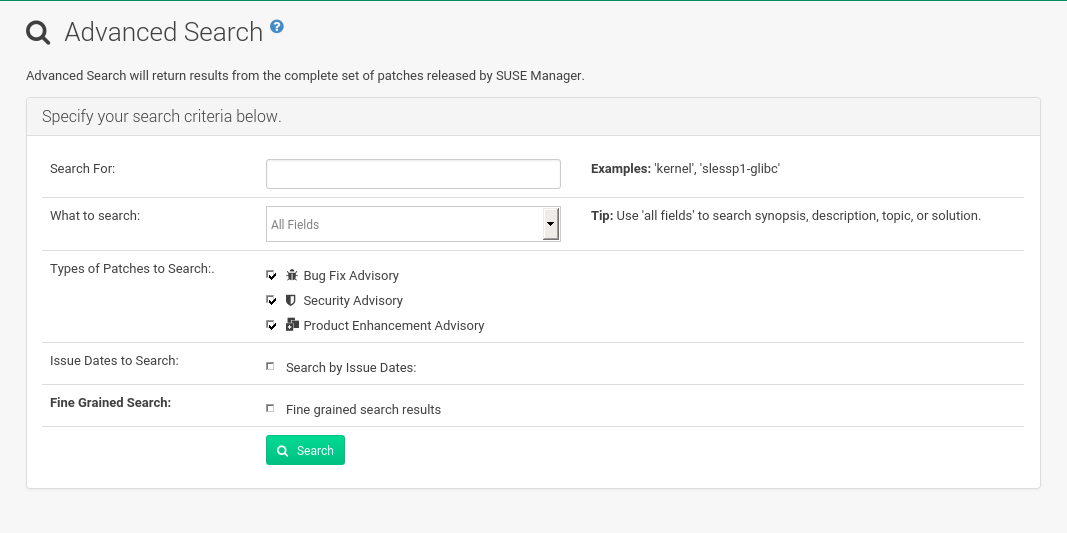 Advanced Search ?
Advanced Search will return results from the complete set of patches released by SUSE Manager.
Specify your search criteria below.
Search For:
Examples: 'kernel', 'slessp1-glibc'
What to search:
All Fields
Tip: Use 'all fields' to search synopsis, description, topic, or solution.
Types of Patches to Search:.
Bug Fix Advisory
Security Advisory
Product Enhancement Advisory
Issue Dates to Search:
Search by Issue Dates:
Fine Grained Search:
Fine grained search results
Search